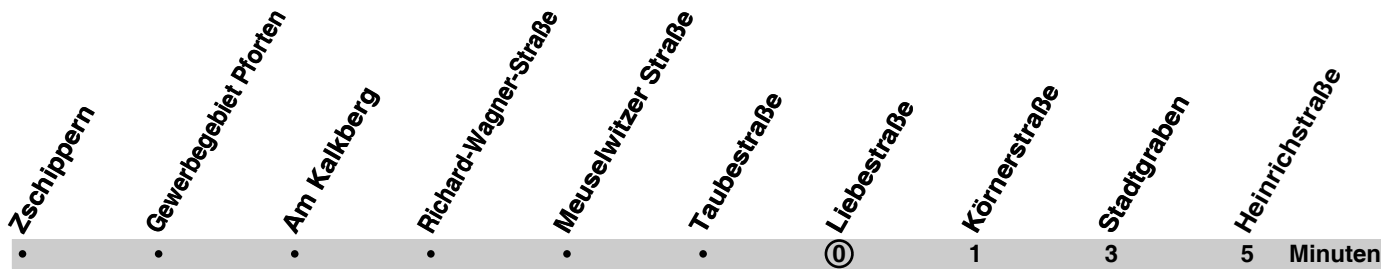 Zschippern
Gewerbegebiet Pforten
Am Kalkberg
Richard-Wagner-Straße
Meuselwitzer Straße
Taubestraße
Liebestraße
Körnerstraße
Stadtgraben
Heinrichstraße
• • • • • • 0 1 3 5 Minuten